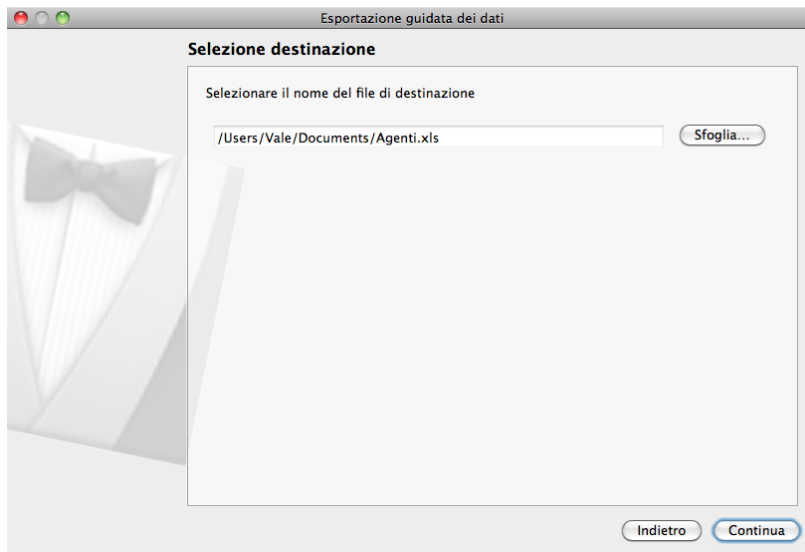 Esportazione guidata dei dati
Selezione destinazione
Selezionare il nome del file di destinazione
/Users/Vale/Documents/Agenti.xls
Sfoglia...
Indietro
Continua